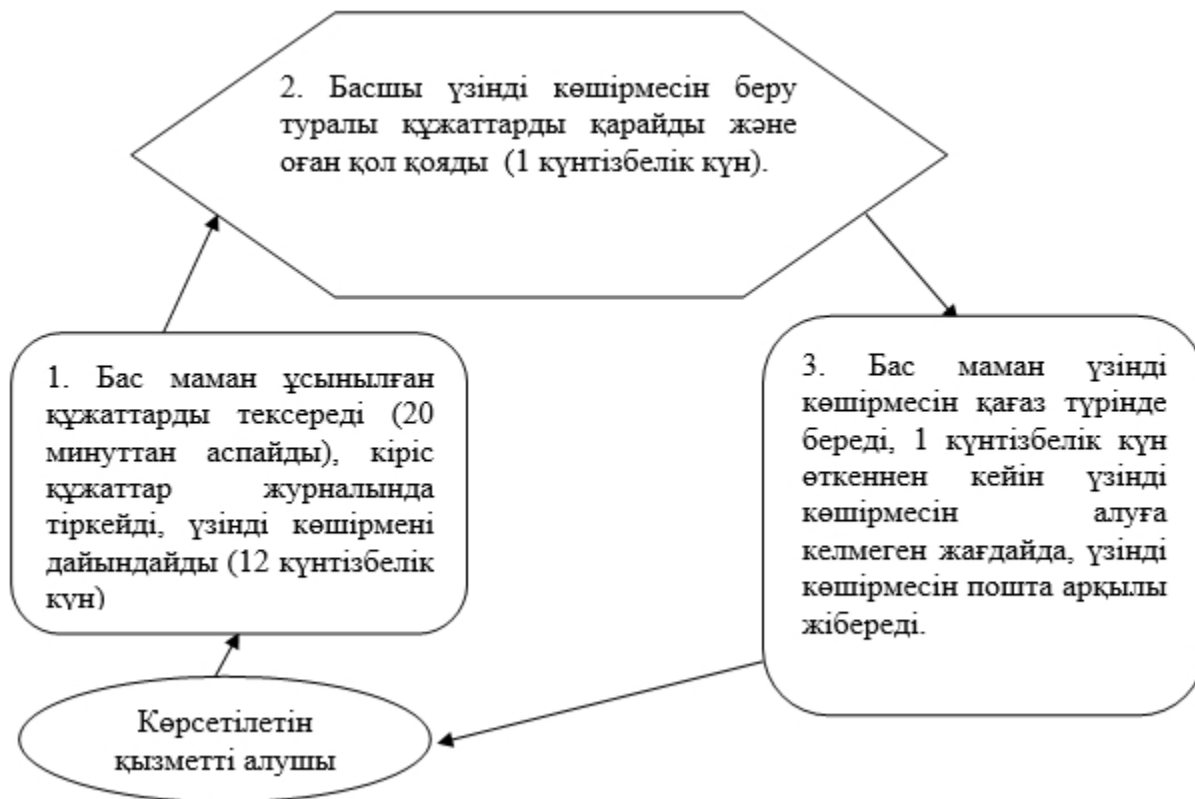 2. Басшы үзінді көшірмесін беру
туралы құжаттарды қарайды және
оған қол қояды (1 күнтізбелік күн).
1. Бас маман ұсынылған
құжаттарды тексереді (20
минуттан аспайды), кіріс
құжаттар журналында
тіркейді, үзінді көшірмені
дайындайды (12 күнтізбелік
күн)
3. Бас маман үзінді
көшірмесін қағаз түрінде
береді, 1 күнтізбелік күн
өткеннен кейін үзінді
көшірмесін алуға
келмеген жағдайда, үзінді
көшірмесін пошта арқылы
жібереді.
Көрсетілетін
қызметті алушы